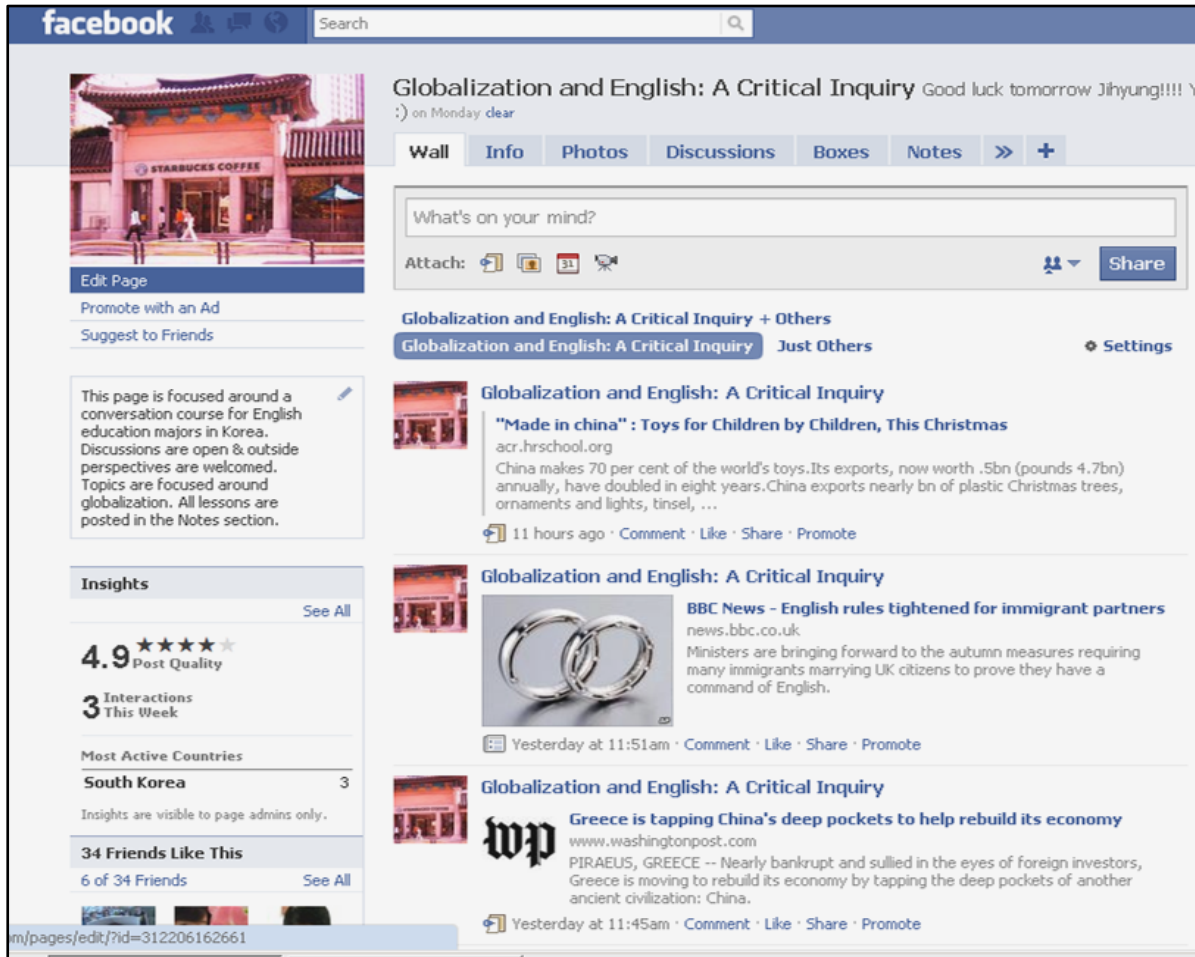 facebook
Search
STARBUCKS COFFEE
Edit Page
Promote with an Ad
Suggest to Friends
This page is focused around a
conversation course for English
education majors in Korea.
Discussions are open & outside
perspectives are welcomed.
Topics are focused around
globalization. All lessons are
posted in the Notes section.
Insights
See All
4.9 Post Quality
3 Interactions
This Week
Most Active Countries
South Korea 3
Insights are visible to page admins only.
34 Friends Like This
6 of 34 Friends See All
m/pages/edit/?id=312206162661
Globalization and English: A Critical Inquiry Good luck tomorrow Jihyung!!!! Y
:) on Monday clear
Wall Info Photos Discussions Boxes Notes » +
What's on your mind?
Attach: 31 Share
Globalization and English: A Critical Inquiry + Others
Globalization and English: A Critical Inquiry Just Others Settings
Globalization and English: A Critical Inquiry
"Made in china" : Toys for Children by Children, This Christmas
acr.hrschool.org
China makes 70 per cent of the world's toys.Its exports, now worth .5bn (pounds 4.7bn)
annually, have doubled in eight years.China exports nearly bn of plastic Christmas trees,
ornaments and lights, tinsel, ...
11 hours ago · Comment · Like · Share · Promote
Globalization and English: A Critical Inquiry
BBC News - English rules tightened for immigrant partners
news.bbc.co.uk
Ministers are bringing forward to the autumn measures requiring
many immigrants marrying UK citizens to prove they have a
command of English.
Yesterday at 11:51am · Comment · Like · Share · Promote
Globalization and English: A Critical Inquiry
wp
Greece is tapping China's deep pockets to help rebuild its economy
www.washingtonpost.com
PIRAEUS, GREECE -- Nearly bankrupt and sullied in the eyes of foreign investors,
Greece is moving to rebuild its economy by tapping the deep pockets of another
ancient civilization: China.
Yesterday at 11:45am · Comment · Like · Share · Promote